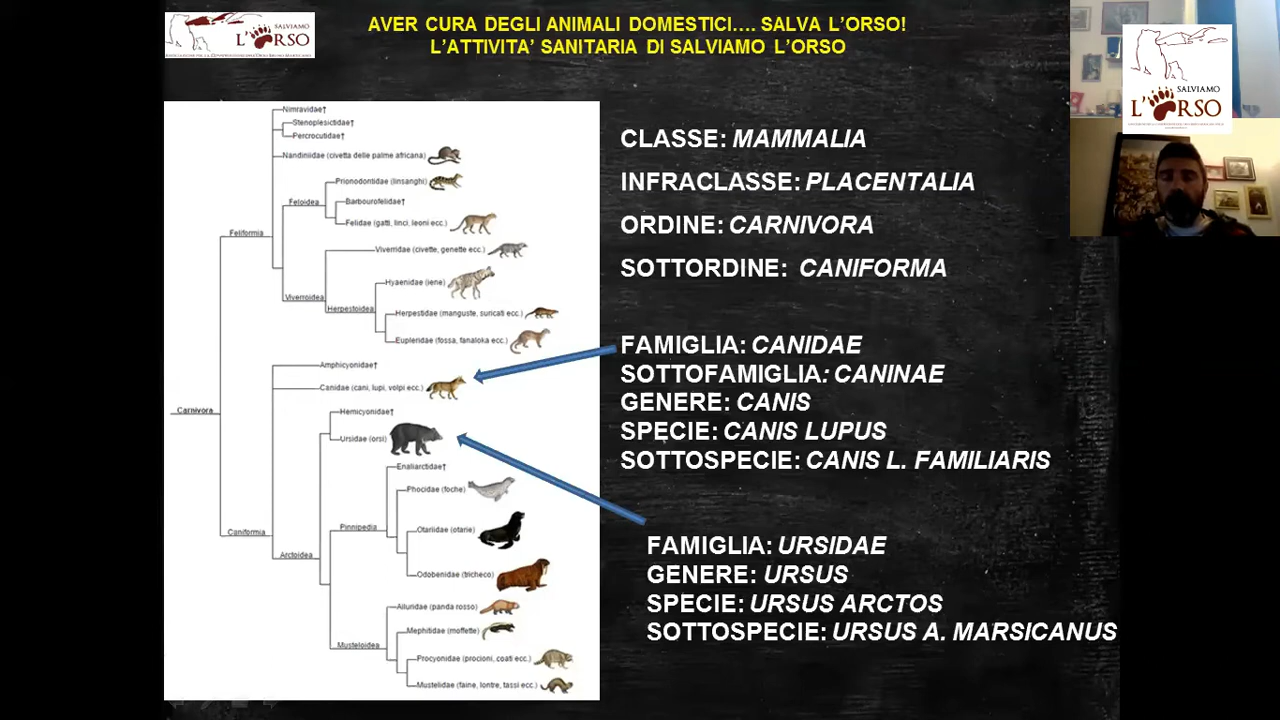 SALVIAMO
L'ORSO
AVER CURA DEGLI ANIMALI DOMESTICI…. SALVA L'ORSO!
L'ATTIVITA' SANITARIA DI SALVIAMO L'ORSO
SALVIAMO
L'ORSO
Nimravidae†
Stenoplesictidae†
Percrocutidae†
Nandiniidae (civetta delle palme africana)
Prionodontidae (linsanghi)
Feloidea
Barbourofelidae†
Felidae (gatti, linci, leoni ecc.)
Feliformia
Viverridae (civette, genette ecc.)
Hyaenidae (iene)
Viverroidea
Herpestoidea
Herpestidae (manguste, suricati ecc.)
Eupleridae (fossa, fanaloka ecc.)
Amphicyonidae†
Canidae (cani, lupi, volpi ecc.)
Carnivora
Hemicyonidae†
Ursidae (orsi)
Enaliarctidae†
Phocidae (foche)
Pinnipedia
Otariidae (otarie)
Caniformia
Arctoidea
Odobenidae (tricheco)
Ailuridae (panda rosso)
Mephitidae (moffette)
Musteloidea
Procyonidae (procioni, coati ecc.)
Mustelidae (faine, lontre, tassi ecc.)
CLASSE: MAMMALIA
INFRACLASSE: PLACENTALIA
ORDINE: CARNIVORA
SOTTORDINE: CANIFORMA
FAMIGLIA: CANIDAE
SOTTOFAMIGLIA: CANINAE
GENERE: CANIS
SPECIE: CANIS LUPUS
SOTTOSPECIE: CANIS L. FAMILIARIS
FAMIGLIA: URSIDAE
GENERE: URSUS
SPECIE: URSUS ARCTOS
SOTTOSPECIE: URSUS A. MARSICANUS